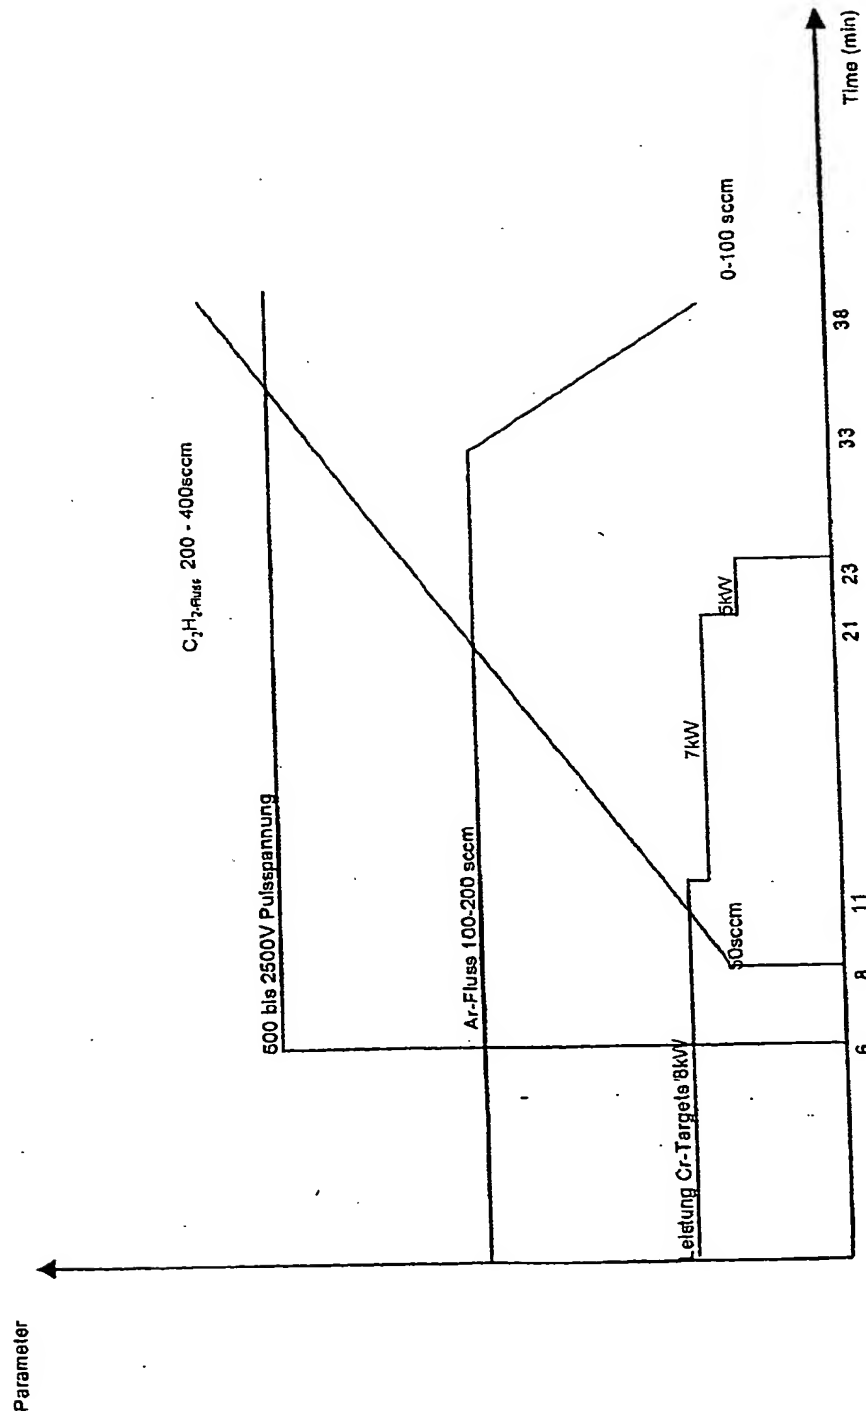 Parameter
C₂H₂-Fluss 200 - 400sccm
500 bis 2500V Pulsspannung
Ar-Fluss 100-200 sccm
0-100 sccm
Leistung Cr-Targets 8kW
7kW
5kW
50sccm
6
8
11
21
23
33
38
Time (min)